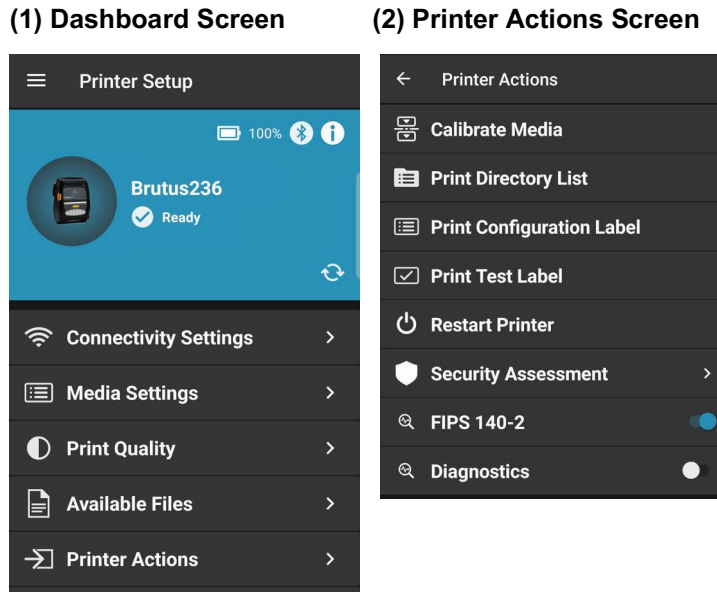 (1) Dashboard Screen
Printer Setup
100%
Brutus236
Ready
Connectivity Settings
Media Settings
Print Quality
Available Files
Printer Actions
(2) Printer Actions Screen
Printer Actions
Calibrate Media
Print Directory List
Print Configuration Label
Print Test Label
Restart Printer
Security Assessment
FIPS 140-2
Diagnostics